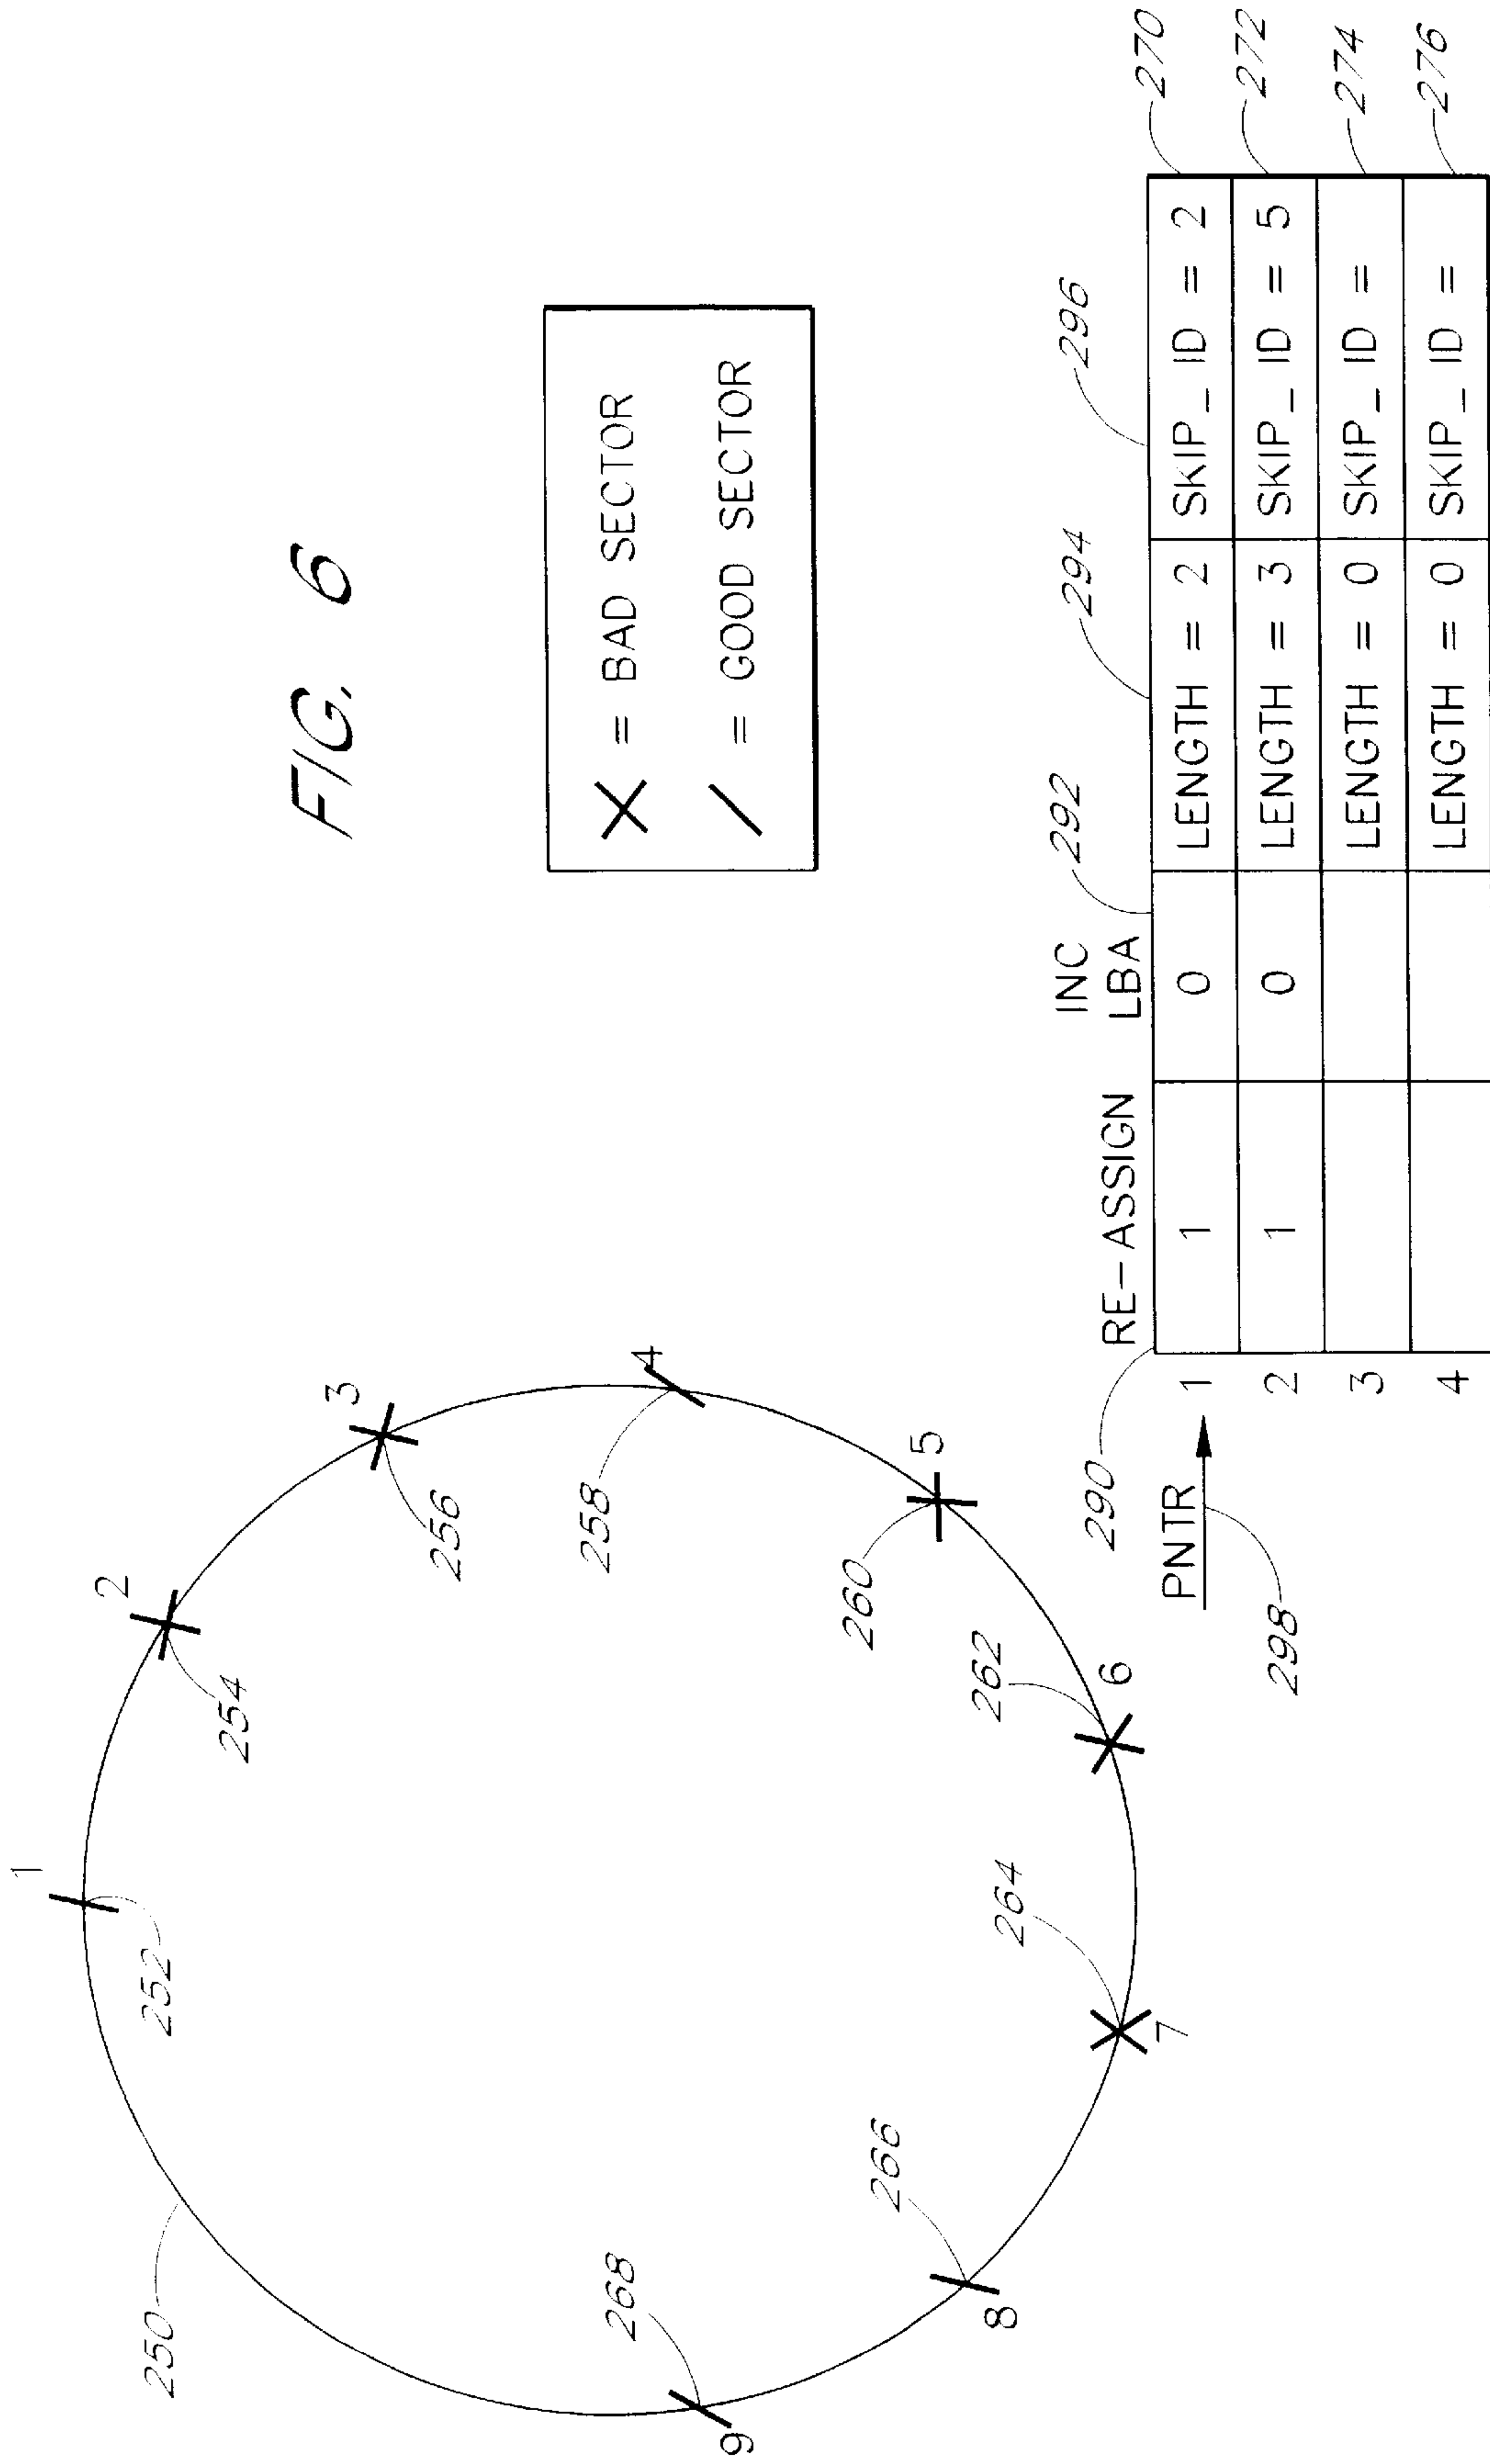 FIG. 6
X = BAD SECTOR
/ = GOOD SECTOR
1
2
3
4
5
6
7
8
9
250
252
254
256
258
260
262
264
266
268
290
RE-ASSIGN
INC
LBA
292
294
296
PNTR
298
1 1 0 LENGTH = 2 SKIP_ID = 2 270
2 1 0 LENGTH = 3 SKIP_ID = 5 272
3 LENGTH = 0 SKIP_ID = 274
4 LENGTH = 0 SKIP_ID = 276